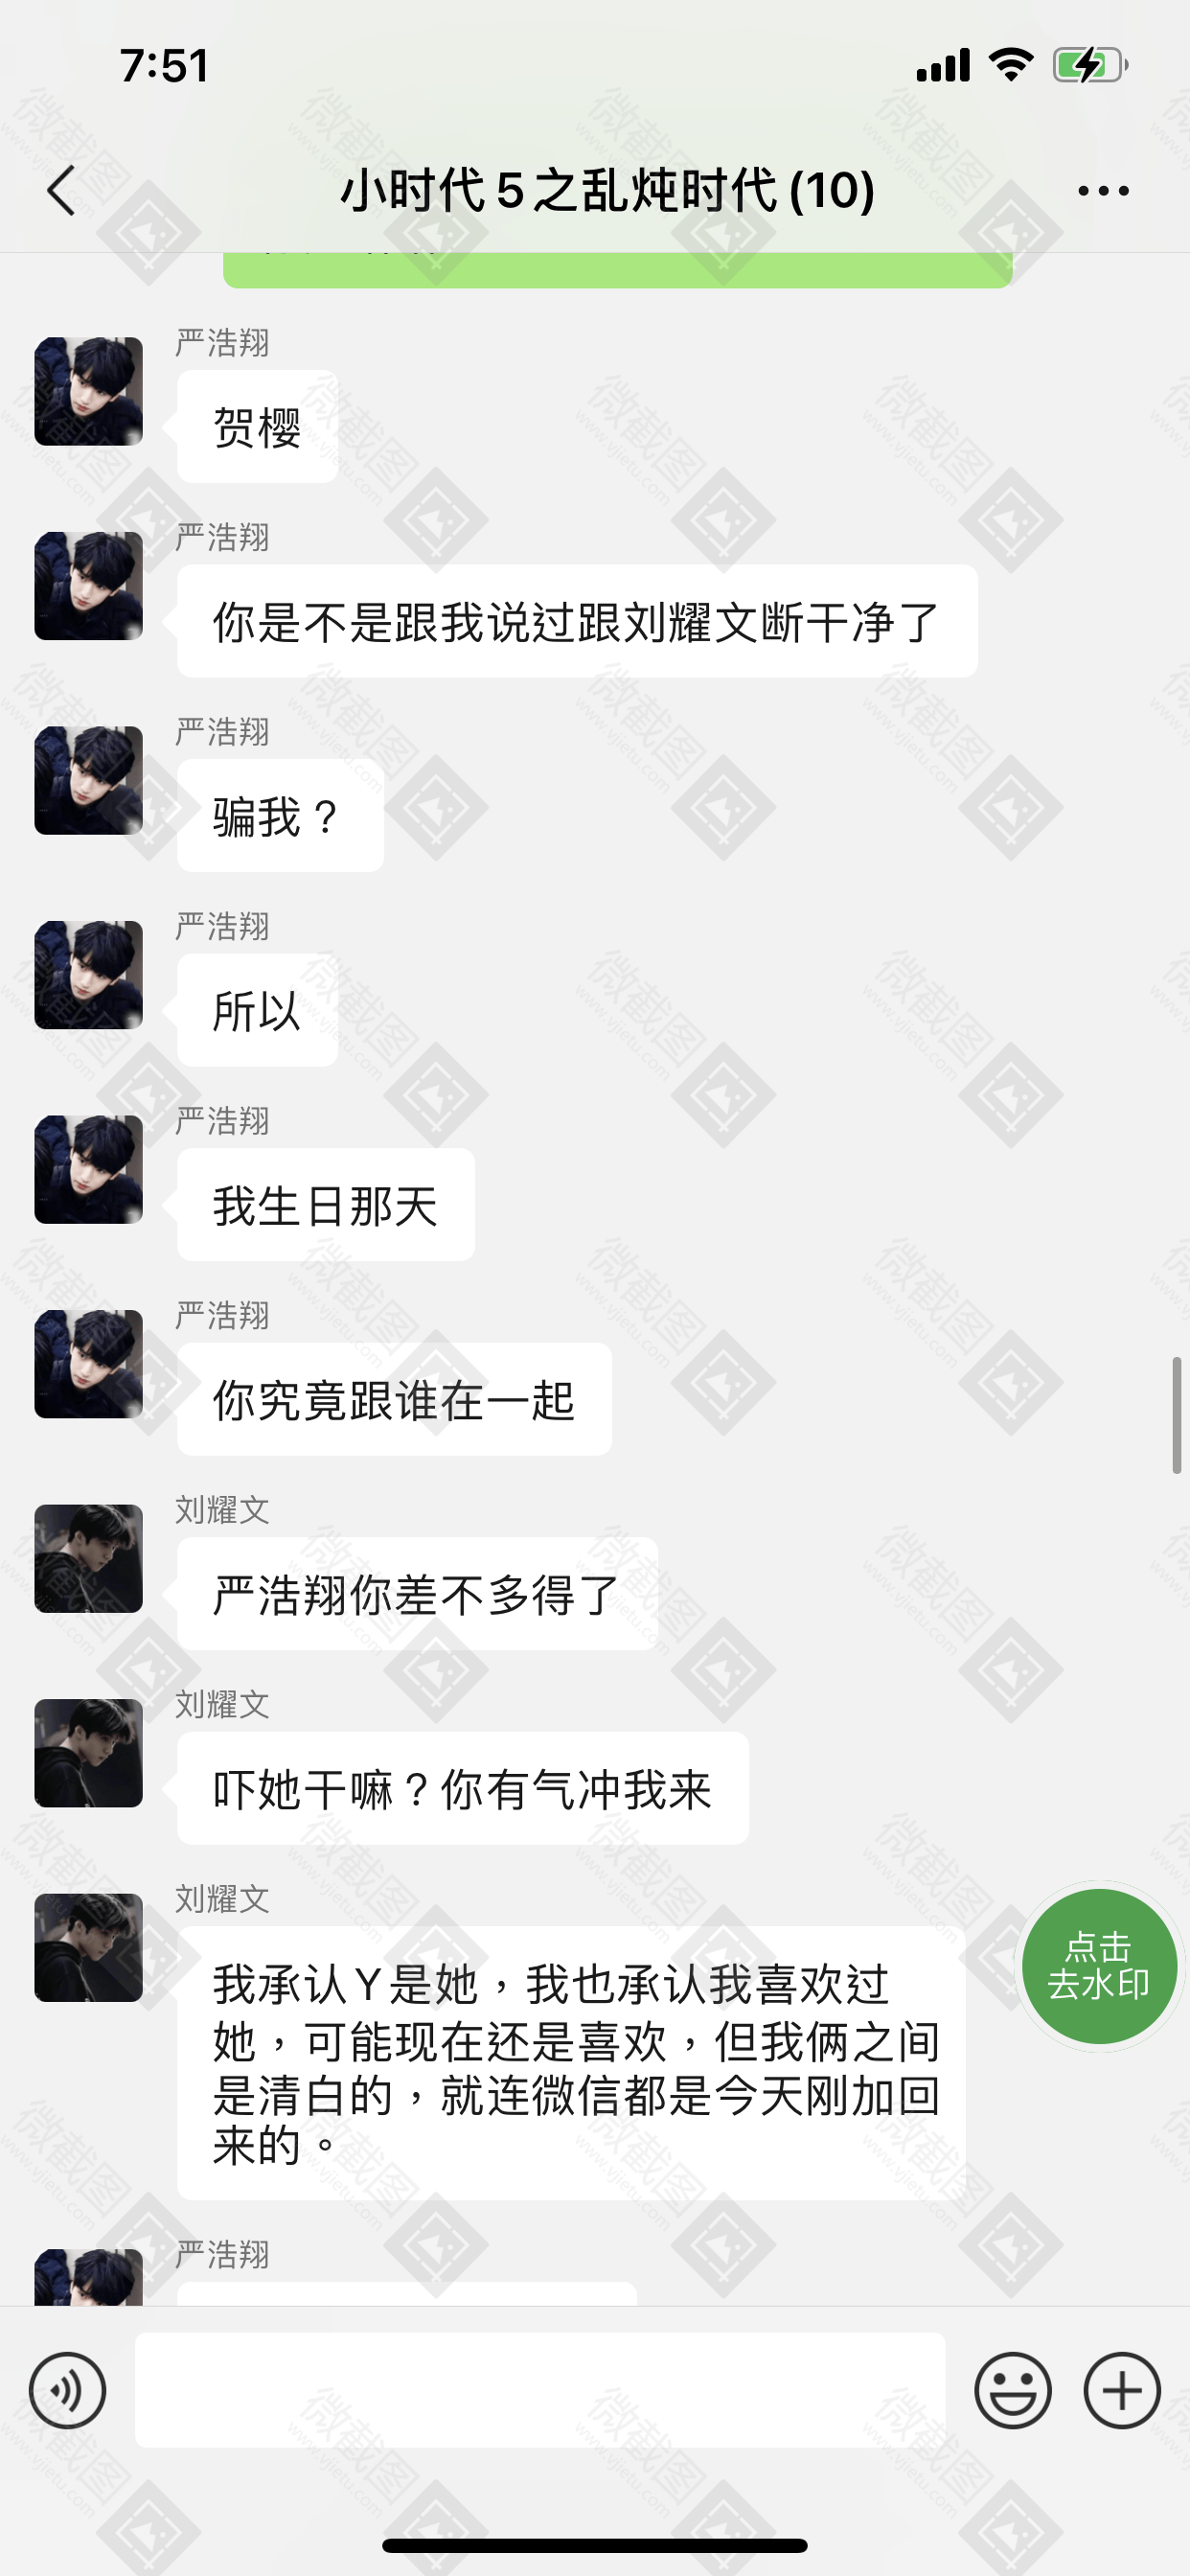 7:51
小时代5之乱炖时代(10)
严浩翔
贺樱
严浩翔
你是不是跟我说过跟刘耀文断干净了
严浩翔
骗我？
严浩翔
所以
严浩翔
我生日那天
严浩翔
你究竟跟谁在一起
刘耀文
严浩翔你差不多得了
刘耀文
吓她干嘛？你有气冲我来
刘耀文
我承认Y是她，我也承认我喜欢过
她，可能现在还是喜欢，但我俩之间
是清白的，就连微信都是今天刚加回
来的。
点击
去水印
严浩翔
微截图
www.vjietu.com